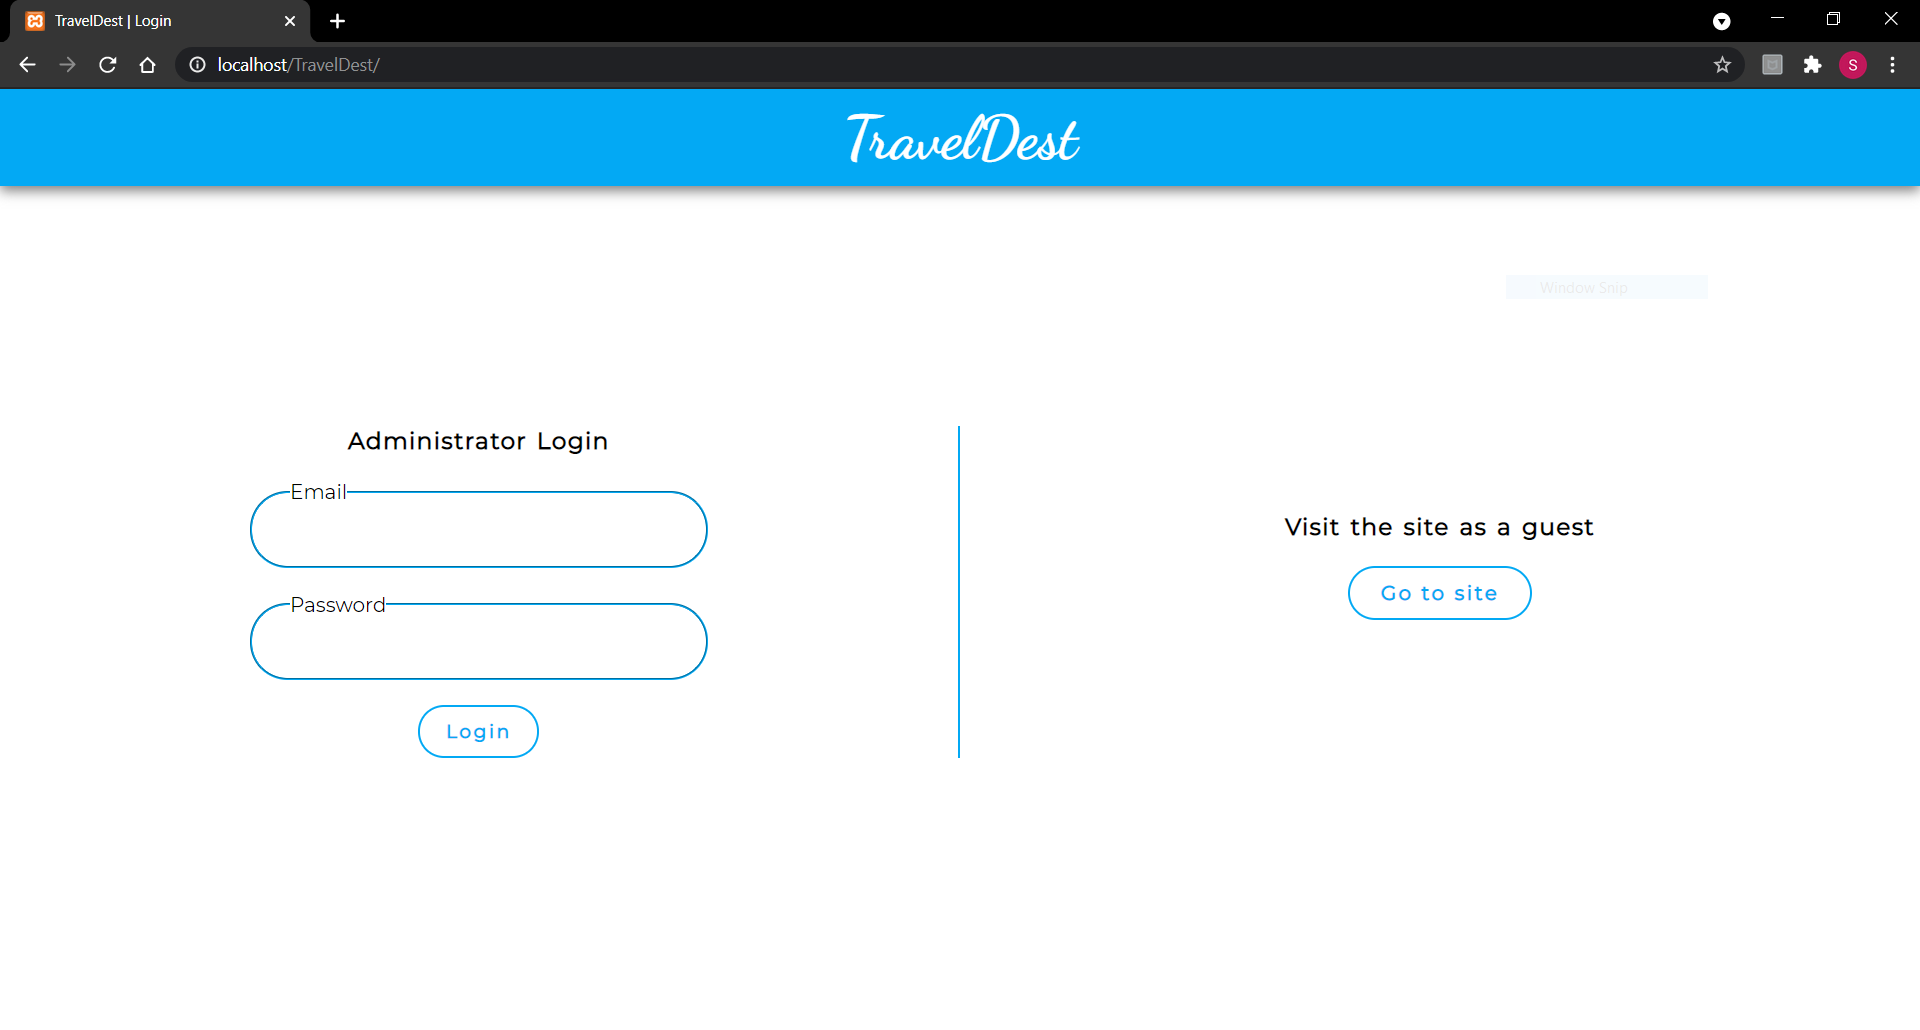 TravelDest | Login
localhost/TravelDest/
S
TravelDest
Window Snip
Administrator Login
Email
Password
Login
Visit the site as a guest
Go to site